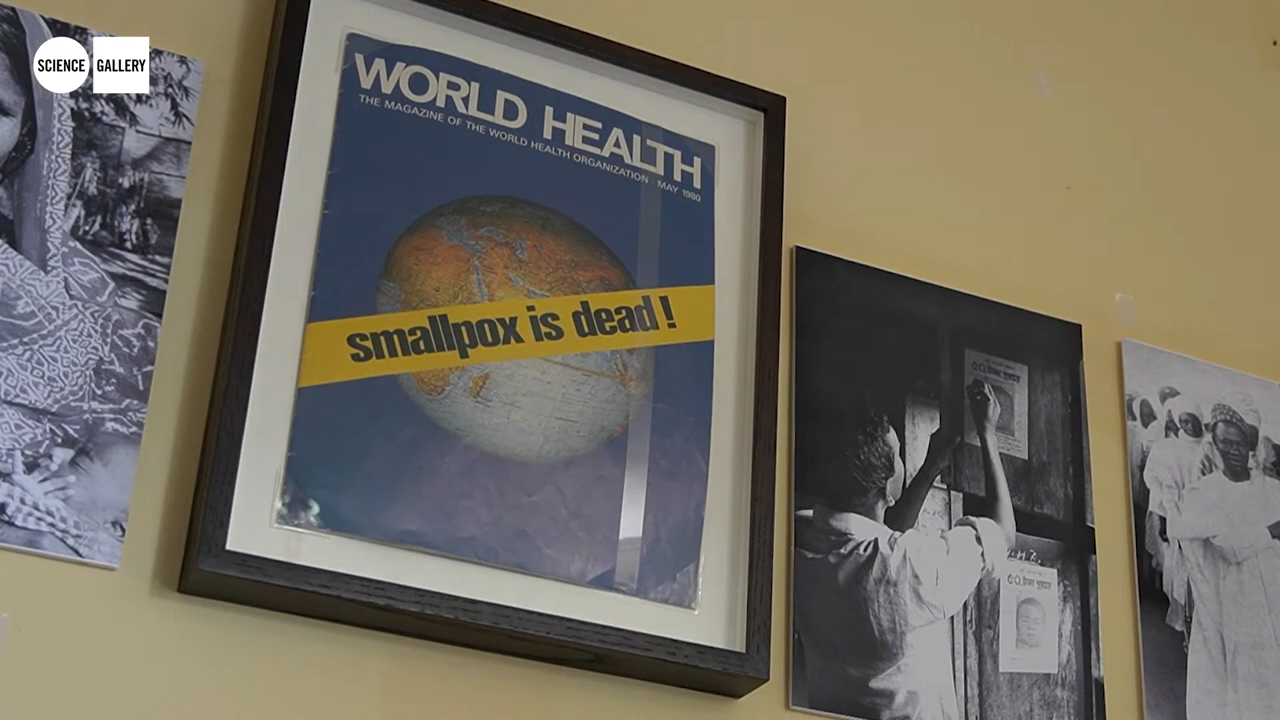 SCIENCE GALLERY
WORLD HEALTH
THE MAGAZINE OF THE WORLD HEALTH ORGANIZATION · MAY 1980
smallpox is dead!